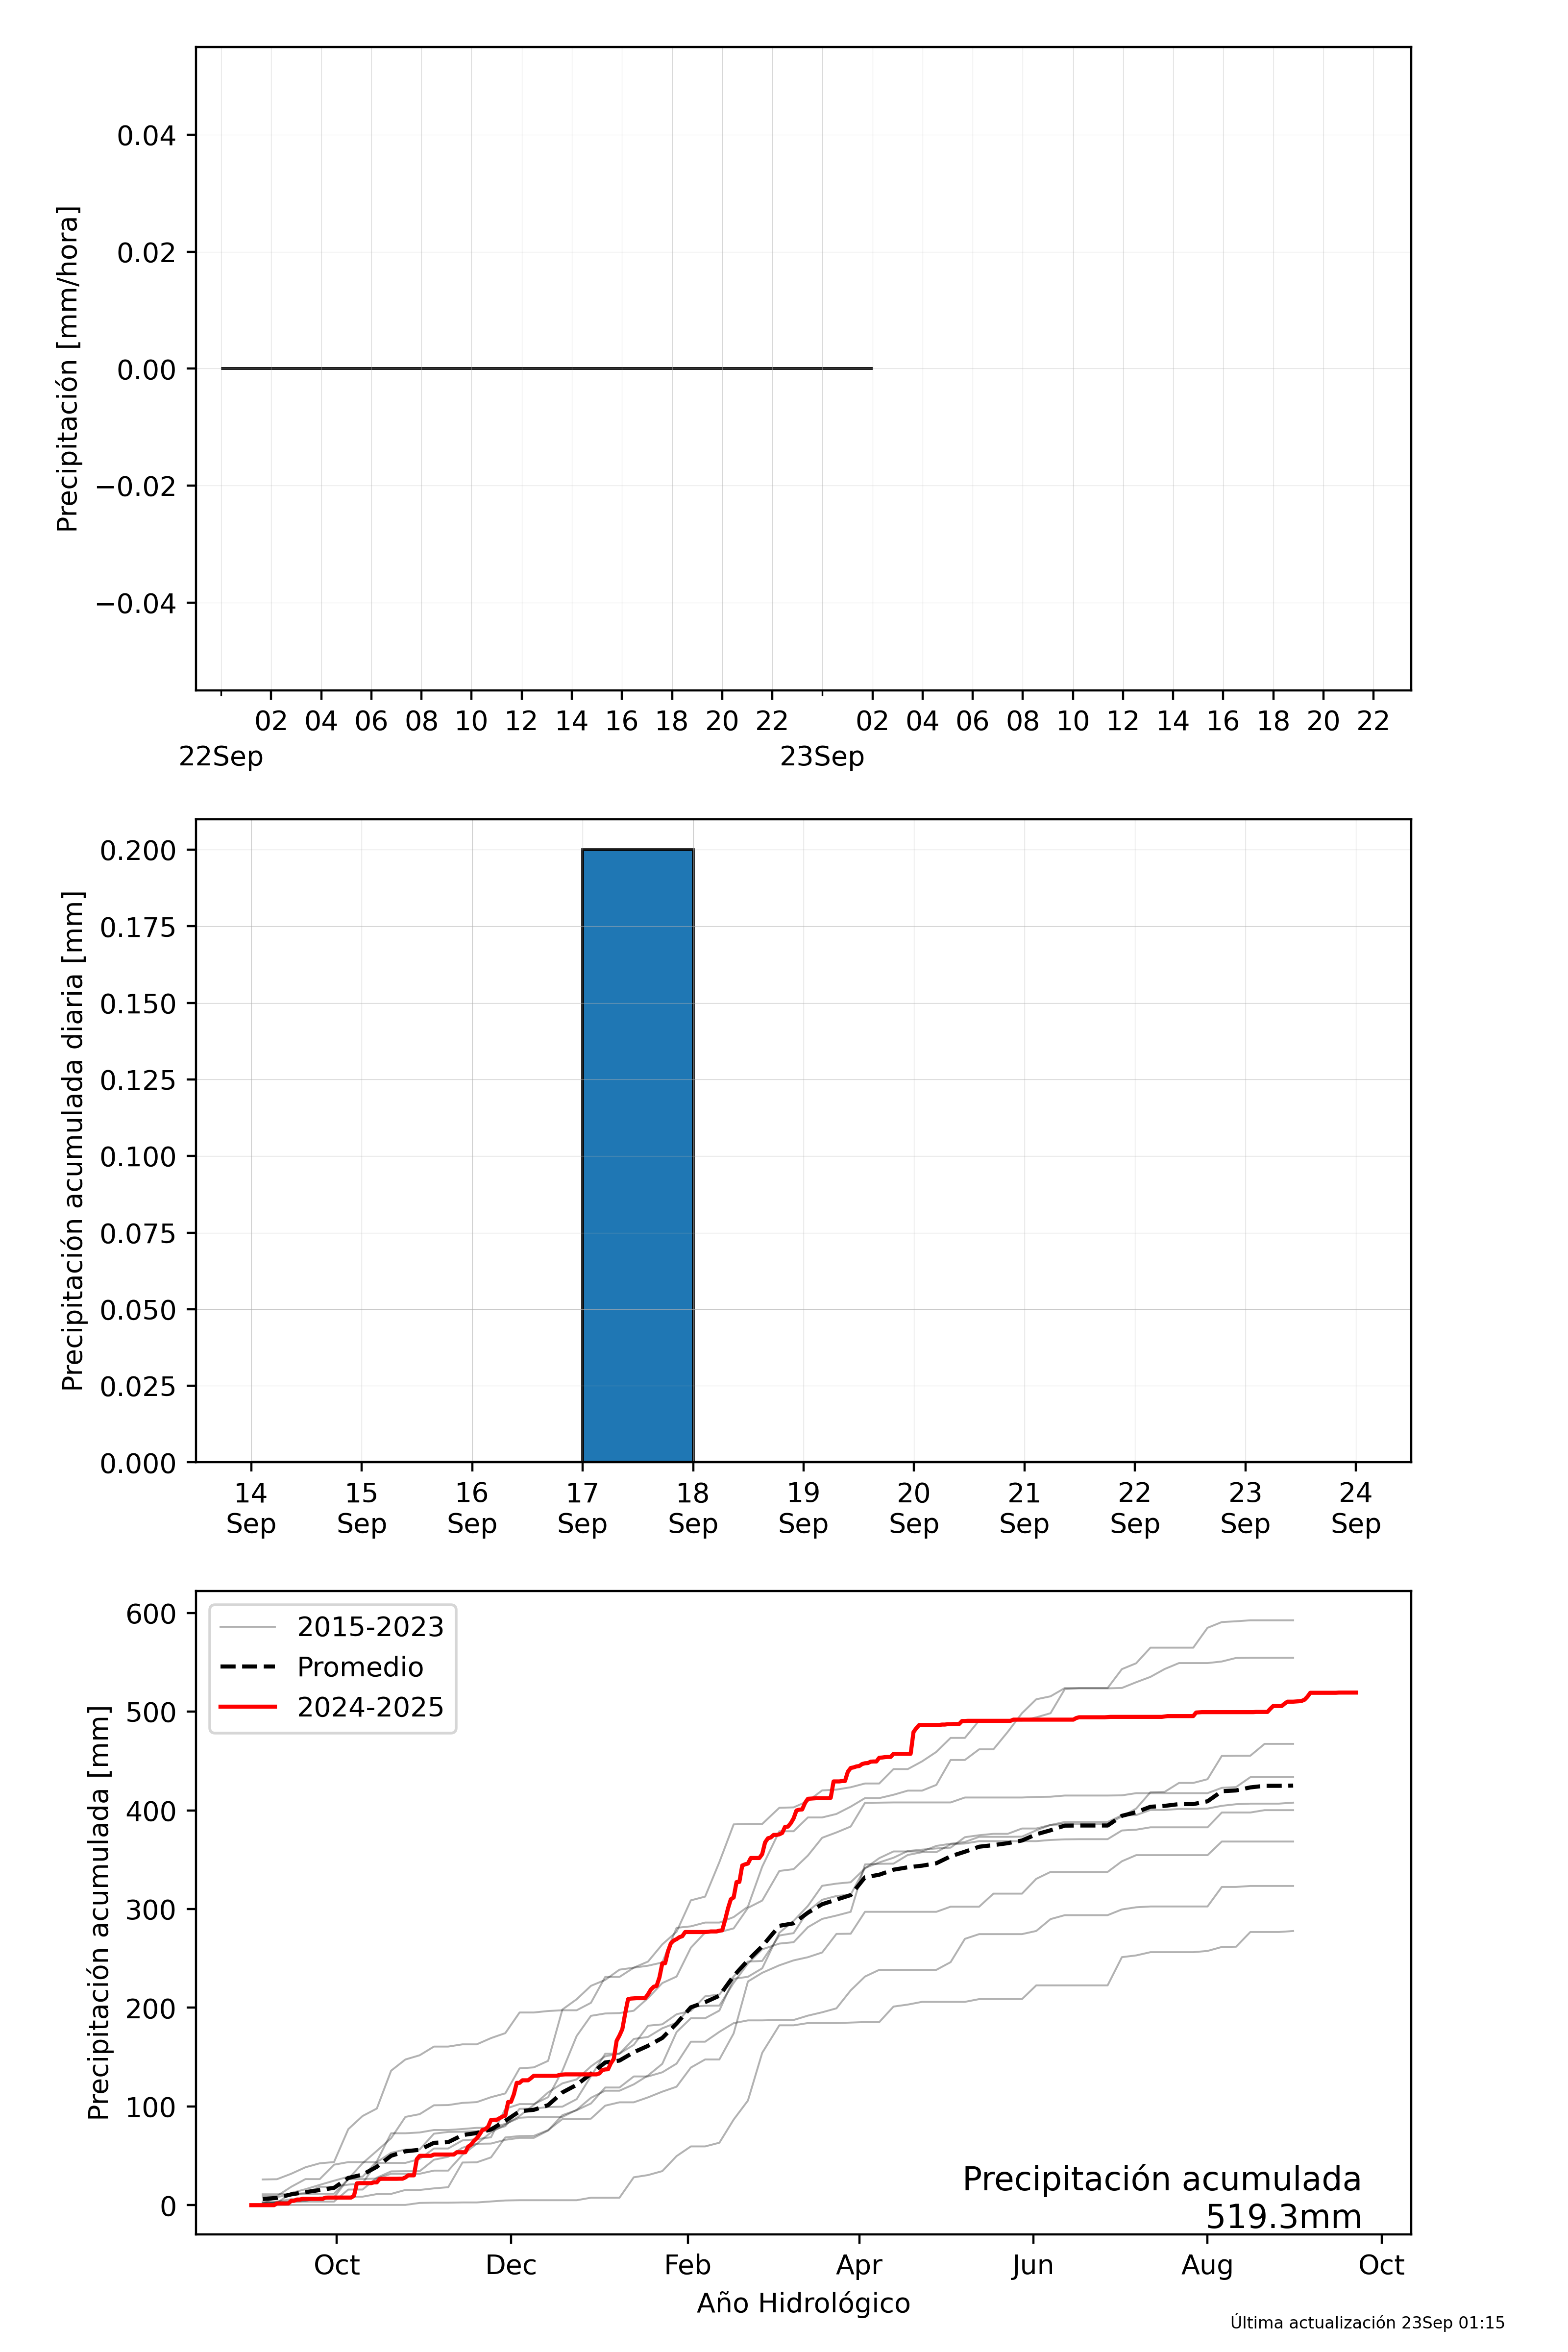 Precipitación [mm/hora]
0.04
0.02
0.00
−0.02
−0.04
02 04 06 08 10 12 14 16 18 20 22 02 04 06 08 10 12 14 16 18 20 22
22Sep 23Sep
Precipitación acumulada diaria [mm]
0.200
0.175
0.150
0.125
0.100
0.075
0.050
0.025
0.000
14 15 16 17 18 19 20 21 22 23 24
Sep Sep Sep Sep Sep Sep Sep Sep Sep Sep Sep
Precipitación acumulada [mm]
600
500
400
300
200
100
0
2015-2023
Promedio
2024-2025
Precipitación acumulada
519.3mm
Oct Dec Feb Apr Jun Aug Oct
Año Hidrológico
Última actualización 23Sep 01:15